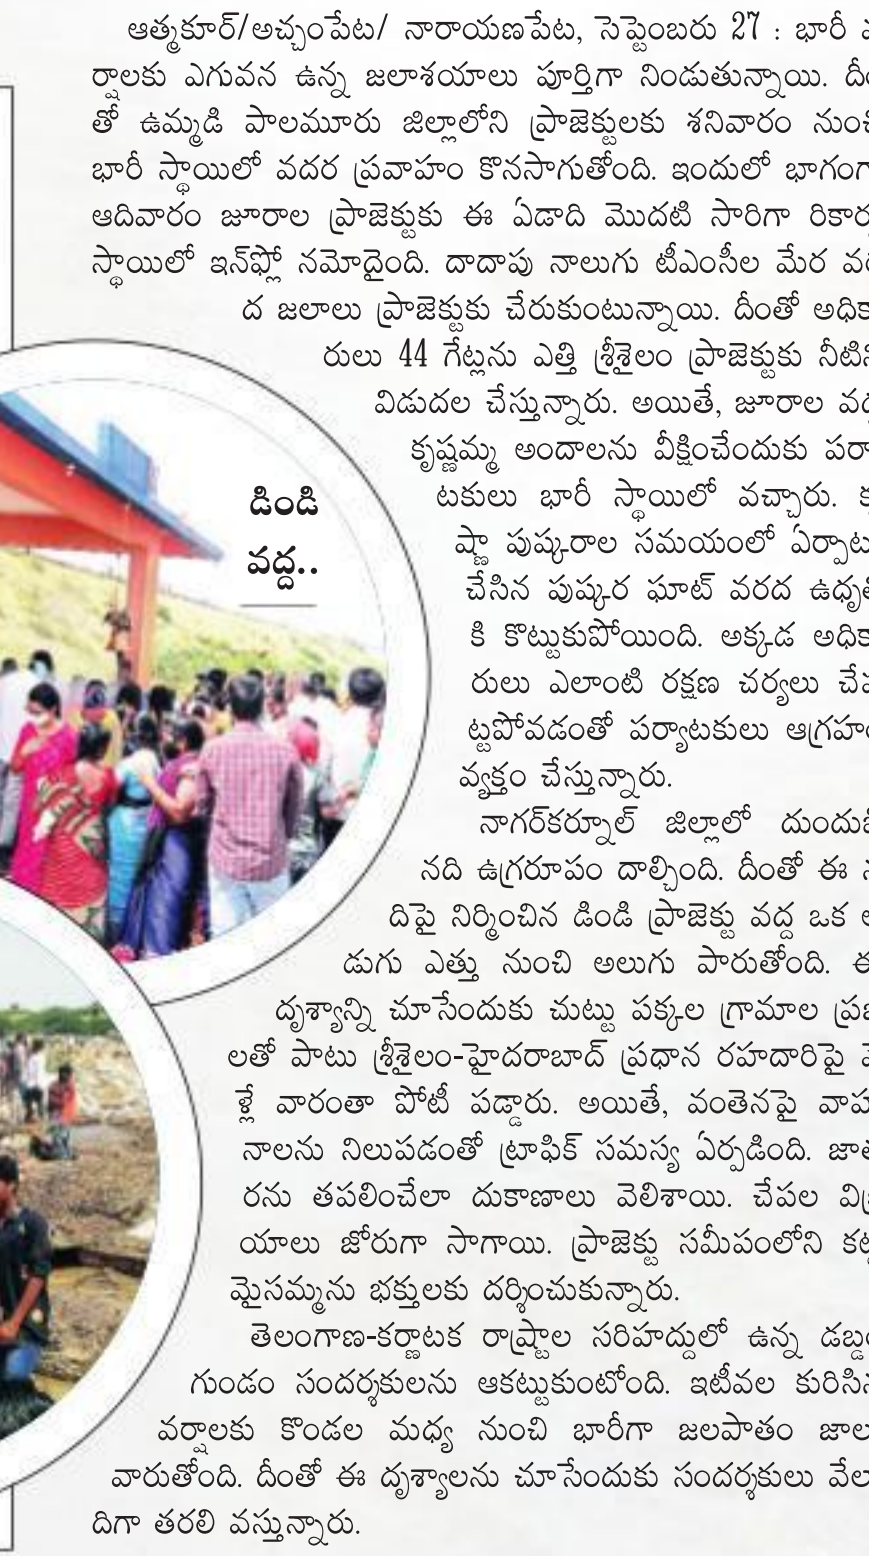 ఆత్మకూర్/అచ్చంపేట/ నారాయణపేట, సెప్టెంబరు 27 : భారీ
ర్షాలకు ఎగువన ఉన్న జలాశయాలు పూర్తిగా నిండుతున్నాయి.
తో ఉమ్మడి పాలమూరు జిల్లాలోని ప్రాజెక్టులకు శనివారం నుంచి
భారీ స్థాయిలో వదర ప్రవాహం కొనసాగుతోంది. ఇందులో భాగంగా
ఆదివారం జూరాల ప్రాజెక్టుకు ఈ ఏడాది మొదటి సారిగా
స్థాయిలో ఇన్‌ఫ్లో నమోదైంది. దాదాపు నాలుగు టీఎంసీల మేర
ద జలాలు ప్రాజెక్టుకు చేరుకుంటున్నాయి. దీంతో అధికా
రులు 44 గేట్లను ఎత్తి శ్రీశైలం ప్రాజెక్టుకు నీటిని
విడుదల చేస్తున్నారు. అయితే, జూరాల వద్ద
కృష్ణమ్మ అందాలను వీక్షించేందుకు పర్యా
టకులు భారీ స్థాయిలో వచ్చారు.
ష్ణా పుష్కరాల సమయంలో ఏర్పాటు
చేసిన పుష్కర ఘాట్ వరద ఉధృతి
కి కొట్టుకుపోయింది. అక్కడ అధికా
రులు ఎలాంటి రక్షణ చర్యలు చేప
ట్టపోవడంతో పర్యాటకులు ఆగ్రహం
వ్యక్తం చేస్తున్నారు.
డిండి
వద్ద..
నాగర్‌కర్నూల్ జిల్లాలో దుందుభి
నది ఉగ్రరూపం దాల్చింది. దీంతో ఈ
దిపై నిర్మించిన డిండి ప్రాజెక్టు వద్ద ఒక
డుగు ఎత్తు నుంచి అలుగు పారుతోంది. ఈ
దృశ్యాన్ని చూసేందుకు చుట్టు పక్కల గ్రామాల ప్రజ
లతో పాటు శ్రీశైలం-హైదరాబాద్ ప్రధాన రహదారిపై
ళ్లే వారంతా పోటీ పడ్డారు. అయితే, వంతెనపై వాహ
నాలను నిలుపడంతో ట్రాఫిక్ సమస్య ఏర్పడింది. జాత
రను తపలించేలా దుకాణాలు వెలిశాయి. చేపల విక్ర
యాలు జోరుగా సాగాయి. ప్రాజెక్టు సమీపంలోని కట్ట
మైసమ్మను భక్తులకు దర్శించుకున్నారు.
తెలంగాణ-కర్ణాటక రాష్ట్రాల సరిహద్దులో ఉన్న డబ్బం
గుండం సందర్శకులను ఆకట్టుకుంటోంది. ఇటీవల కురిసిన
వర్షాలకు కొండల మధ్య నుంచి భారీగా జలపాతం జాలు
వారుతోంది. దీంతో ఈ దృశ్యాలను చూసేందుకు సందర్శకులు వేలా
దిగా తరలి వస్తున్నారు.